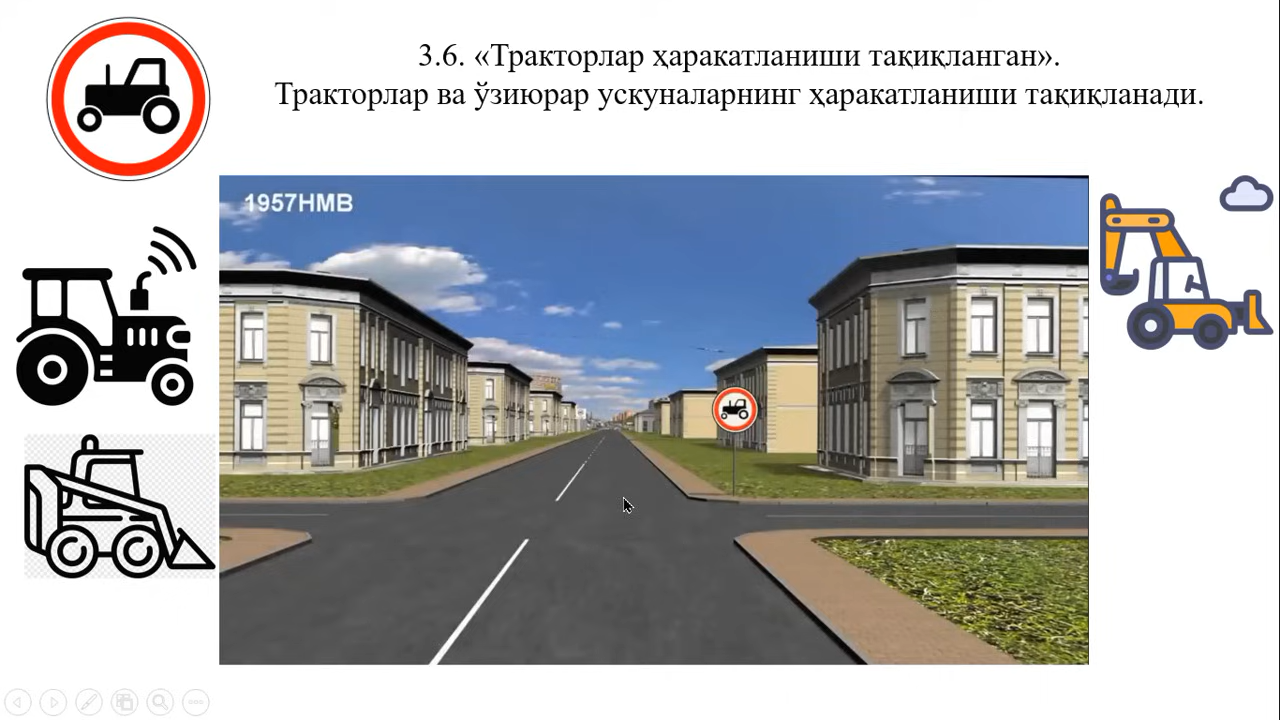 3.6. «Тракторлар ҳаракатланиши тақиқланган».
Тракторлар ва ўзиюрар ускуналарнинг ҳаракатланиши тақиқланади.
1957HMB